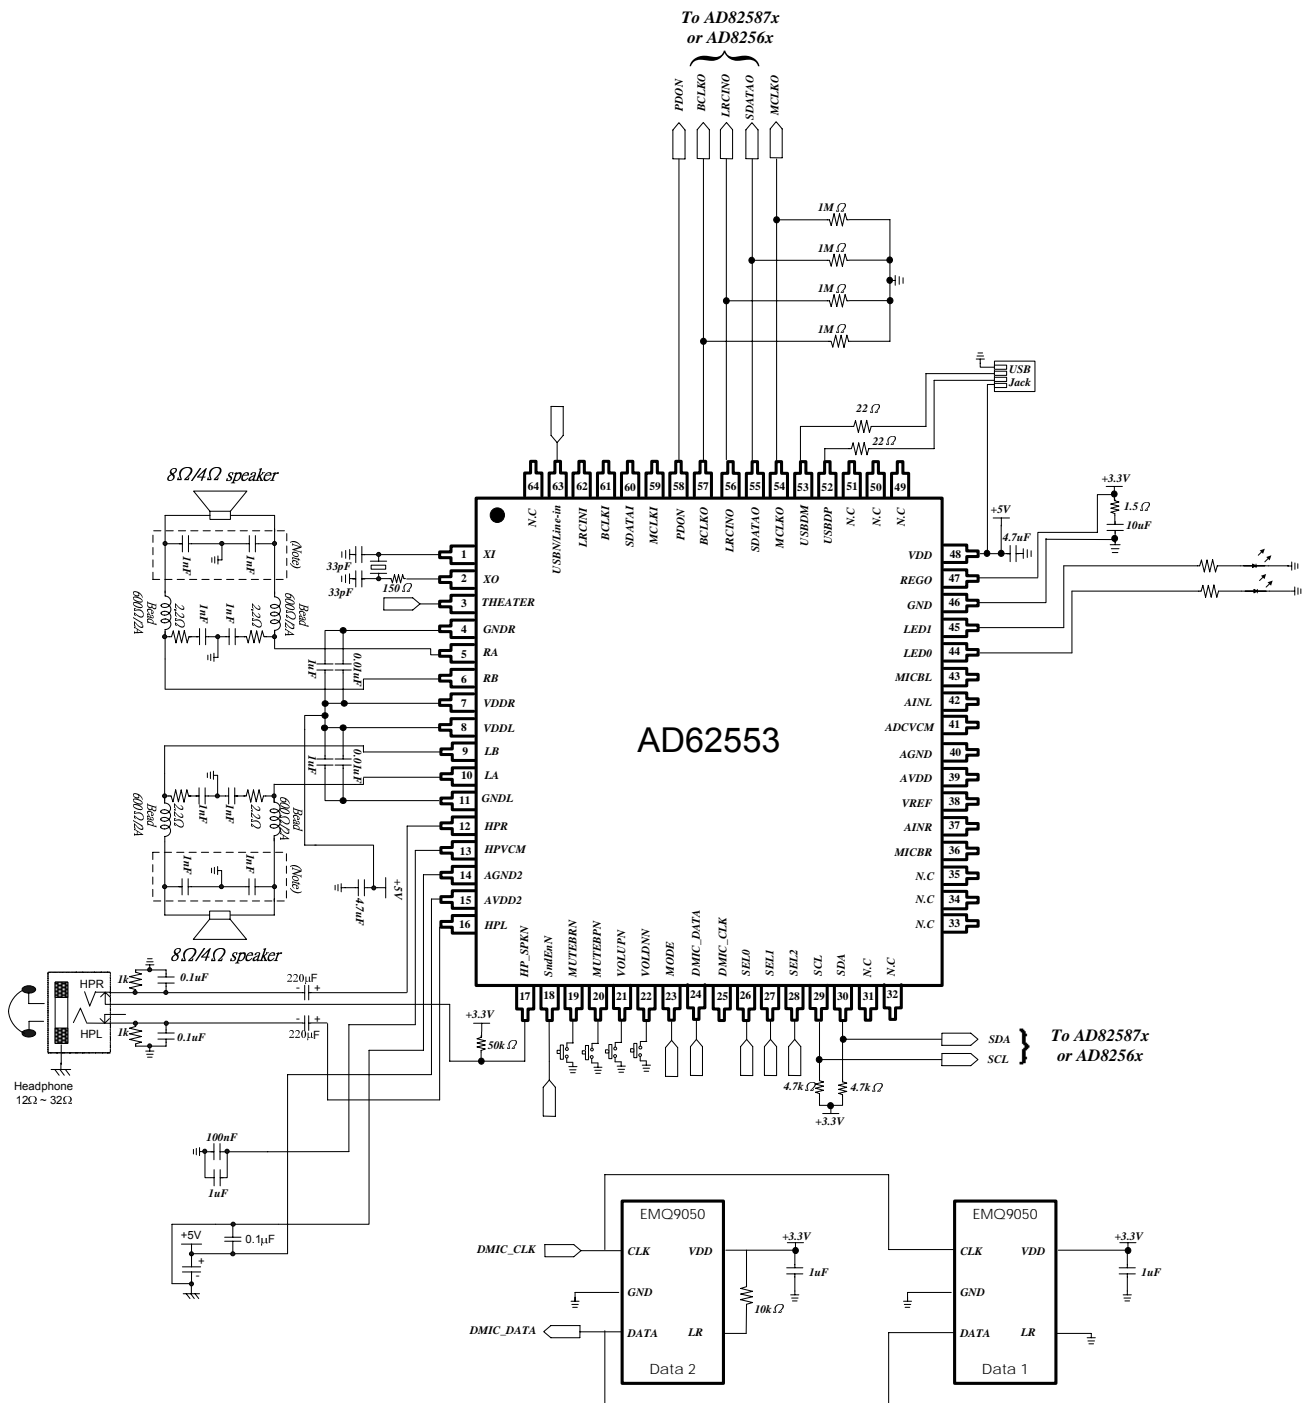 To AD82587x
or AD8256x
PDON
BCLKO
LRCINO
SDATAO
MCLKO
1MΩ
1MΩ
1MΩ
1MΩ
USB
Jack
22Ω
22Ω
8Ω/4Ω speaker
(Note)
1nF
1nF
Bead
600Ω/2A
2.2Ω
1nF
1nF
2.2Ω
Bead
600Ω/2A
33pF
33pF
150Ω
1uF
0.01uF
1uF
0.01uF
64 N.C
63 USBN/Line-in
62 LRCINI
61 BCLKI
60 SDATAI
59 MCLKI
58 PDON
57 BCLKO
56 LRCINO
55 SDATAO
54 MCLKO
53 USBDM
52 USBDP
51 N.C
50 N.C
49 N.C
1 XI
2 XO
3 THEATER
4 GNDR
5 RA
6 RB
7 VDDR
8 VDDL
9 LB
10 LA
11 GNDL
12 HPR
13 HPVCM
14 AGND2
15 AVDD2
16 HPL
AD62553
VDD 48
REGO 47
GND 46
LED1 45
LED0 44
MICBL 43
AINL 42
ADCVCM 41
AGND 40
AVDD 39
VREF 38
AINR 37
MICBR 36
N.C 35
N.C 34
N.C 33
+5V
4.7uF
+3.3V
1.5Ω
10uF
Bead
600Ω/2A
2.2Ω
1nF
1nF
2.2Ω
Bead
600Ω/2A
1nF
1nF
(Note)
8Ω/4Ω speaker
4.7uF
+5V
HP_SPKN 17
SndEnN 18
MUTEBRN 19
MUTEBPN 20
VOLUPN 21
VOLDNN 22
MODE 23
DMIC_DATA 24
DMIC_CLK 25
SEL0 26
SEL1 27
SEL2 28
SCL 29
SDA 30
N.C 31
N.C 32
HPR
HPL
1k
0.1uF
220µF
- +
1k
0.1uF
220µF
- +
Headphone
12Ω ~ 32Ω
+3.3V
50kΩ
SDA
SCL
To AD82587x
or AD8256x
4.7kΩ
4.7kΩ
+3.3V
100nF
1uF
+5V
+
-
0.1µF
EMQ9050
CLK VDD
GND
DATA LR
Data 2
DMIC_CLK
DMIC_DATA
+3.3V
1uF
10kΩ
EMQ9050
CLK VDD
GND
DATA LR
Data 1
+3.3V
1uF